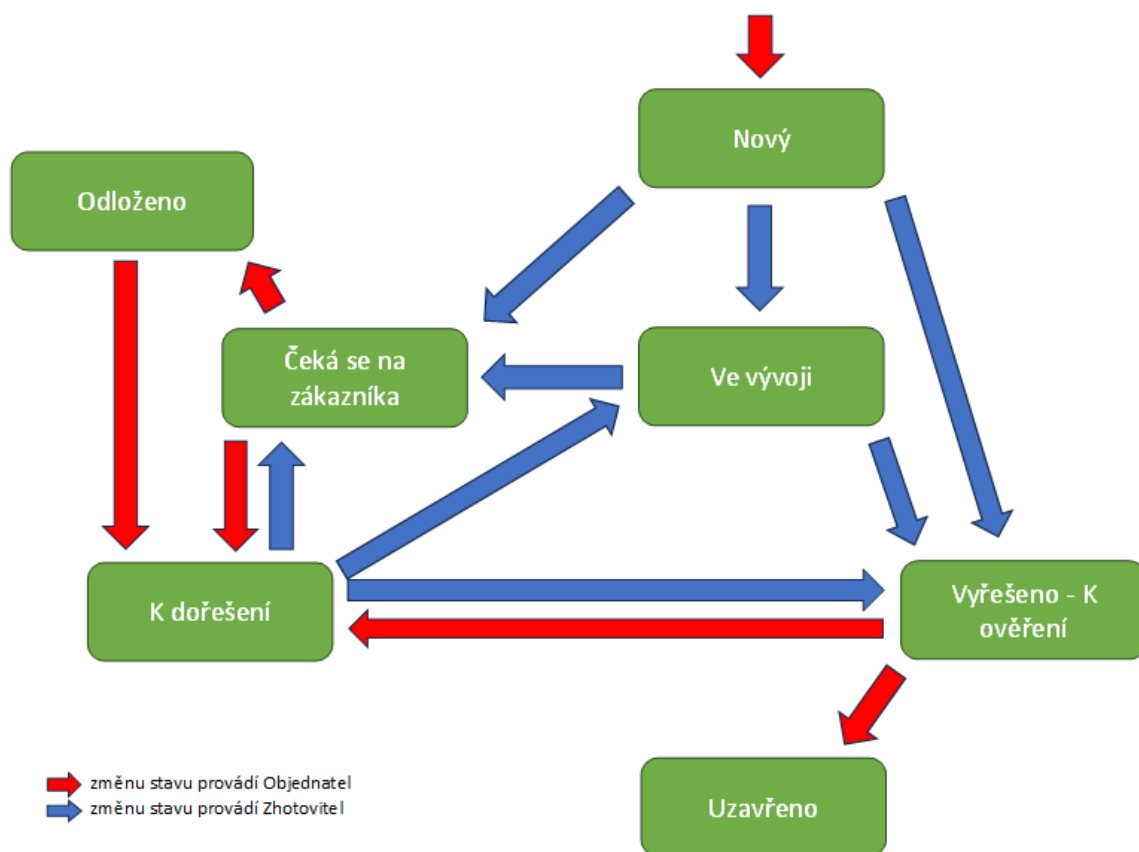 Nový
Odloženo
Čeká se na
zákazníka
Ve vývoji
K dořešení
Vyřešeno - K
ověření
Uzavřeno
změnu stavu provádí Objednatel
změnu stavu provádí Zhotovitel